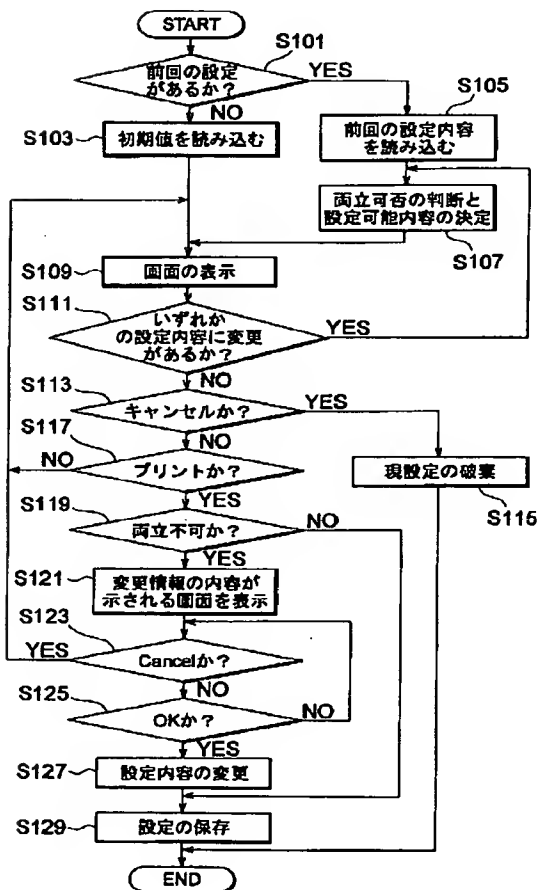 START
S101
前回の設定
があるか？
YES
NO
S105
S103
初期値を読み込む
前回の設定内容
を読み込む
両立可否の判断と
設定可能内容の決定
S107
S109
画面の表示
S111
いずれか
の設定内容に変更
があるか？
YES
NO
S113
キャンセルか？
YES
NO
S117
プリントか？
NO
YES
現設定の破棄
S115
S119
両立不可か？
NO
YES
S121
変更情報の内容が
示される画面を表示
S123
Cancelか？
YES
NO
S125
OKか？
NO
YES
S127
設定内容の変更
S129
設定の保存
END